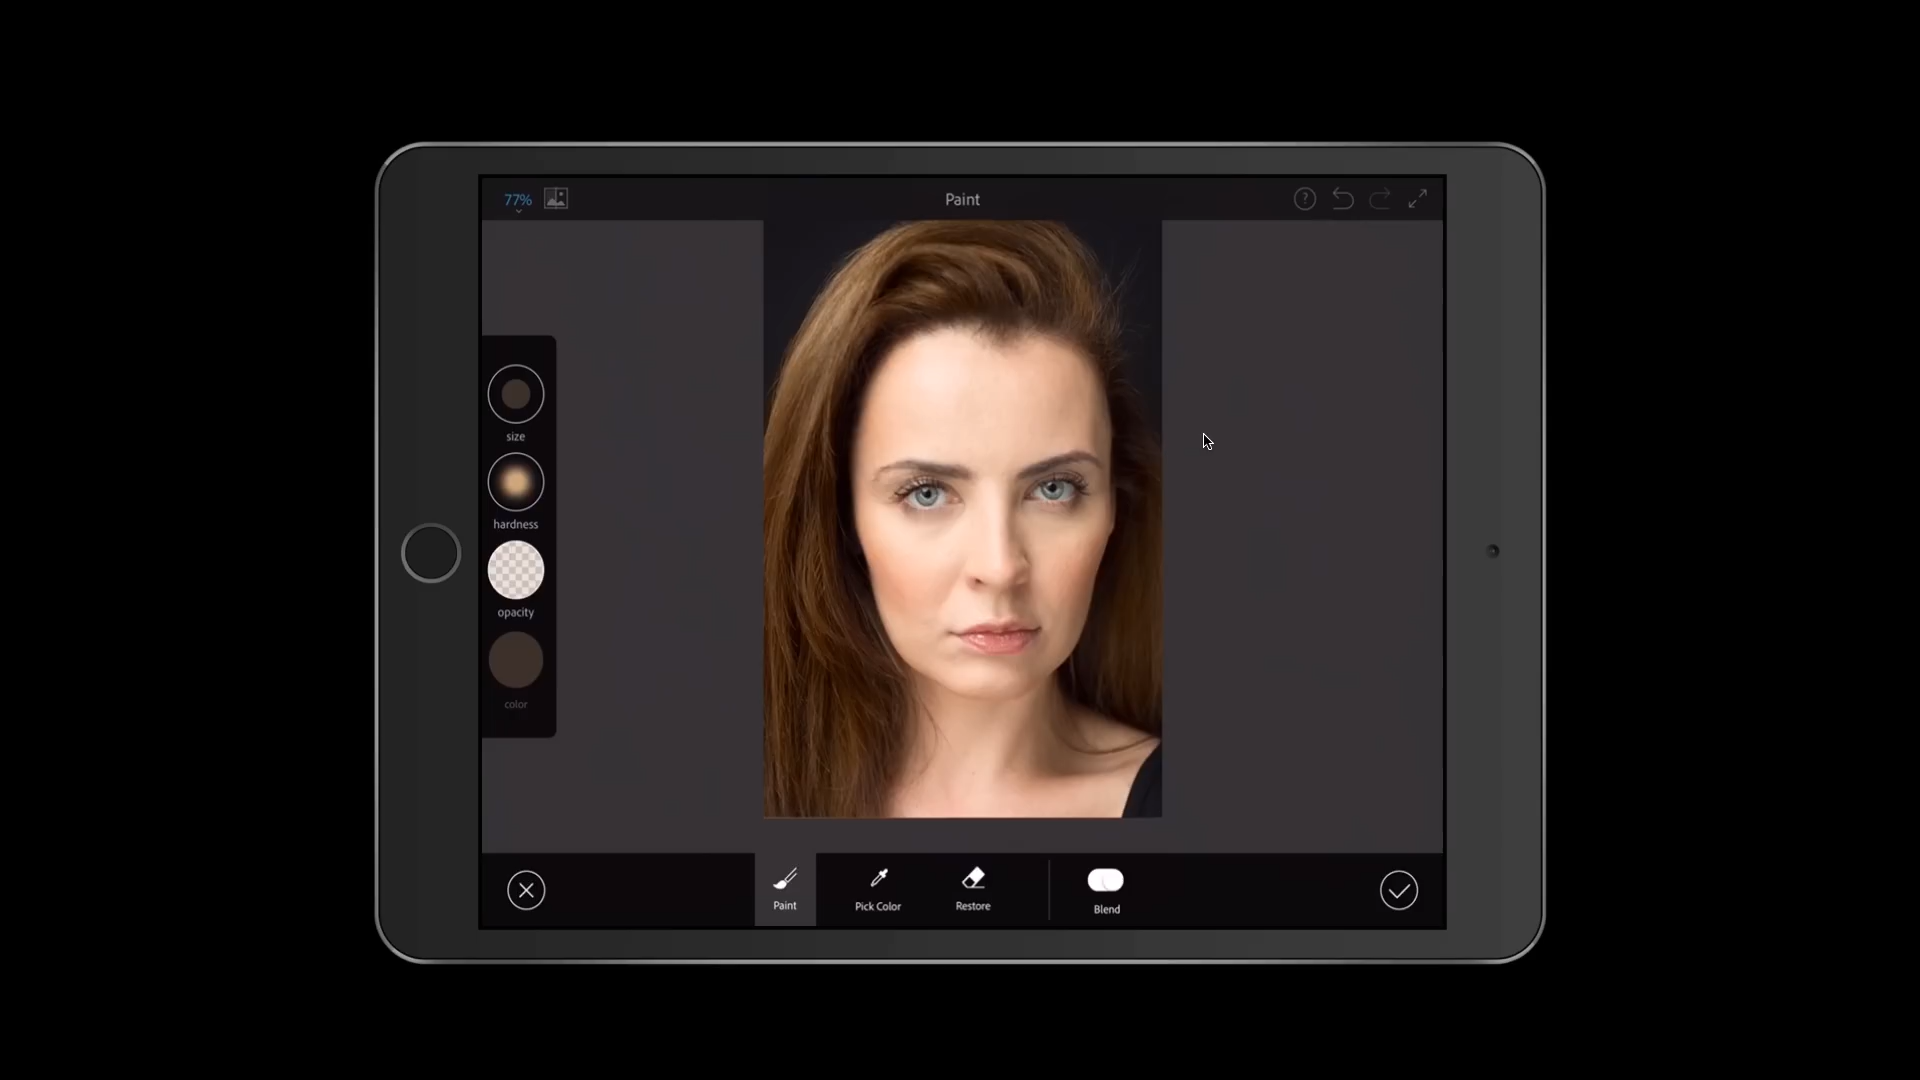 77%
Paint
?
size
hardness
opacity
color
Paint
Pick Color
Restore
Blend